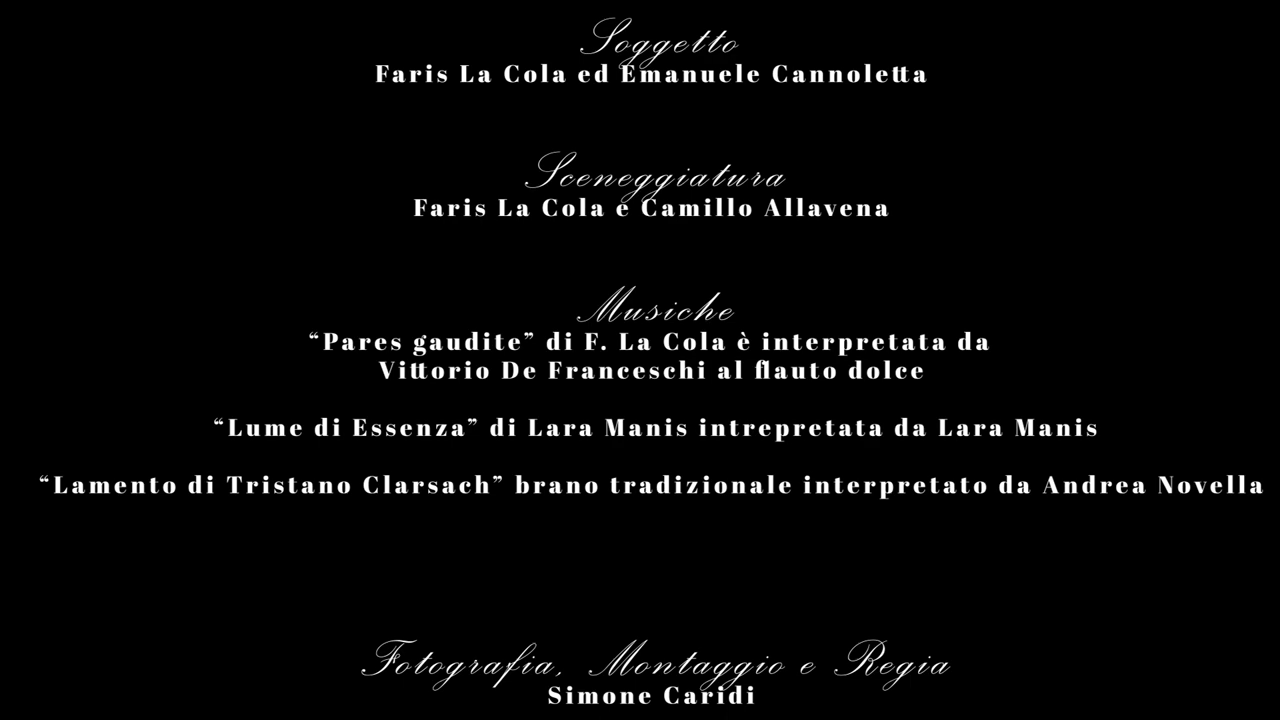 Soggetto
Faris La Cola ed Emanuele Cannoletta
Sceneggiatura
Faris La Cola e Camillo Allavena
Musiche
“Pares gaudite” di F. La Cola è interpretata da
Vittorio De Franceschi al flauto dolce
“Lume di Essenza” di Lara Manis intrepretata da Lara Manis
“Lamento di Tristano Clarsach” brano tradizionale interpretato da Andrea Novella
Fotografia, Montaggio e Regia
Simone Caridi